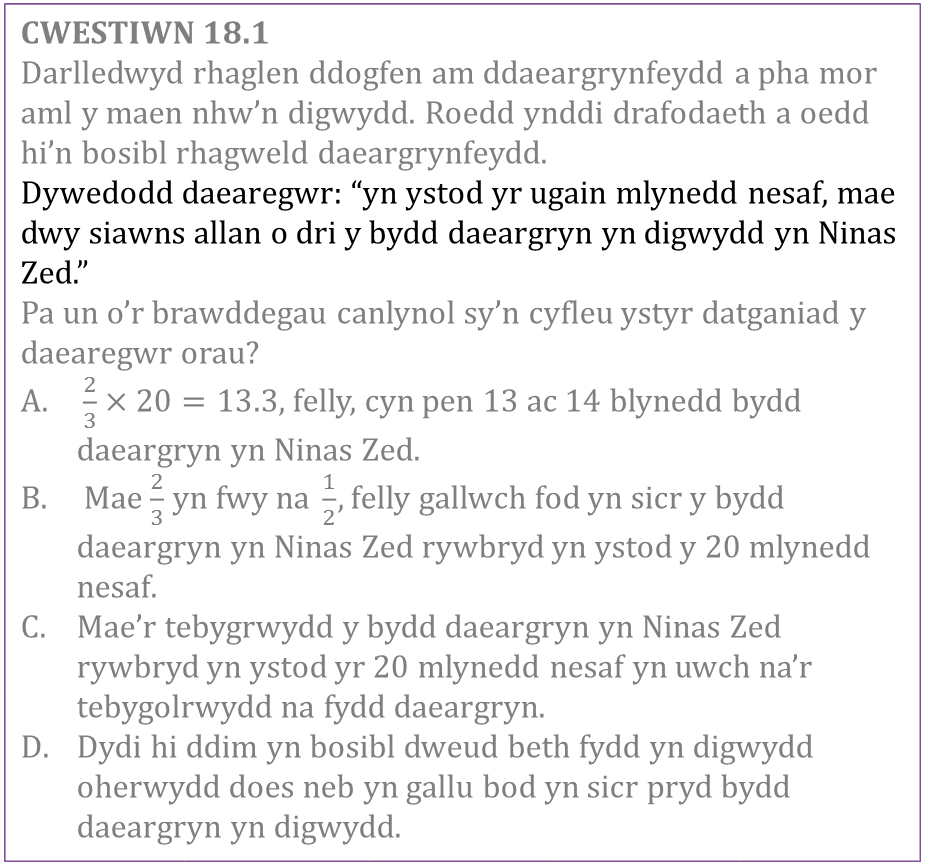 CWESTIWN 18.1
Darlledwyd rhaglen ddogfen am ddaeargrynfeydd a pha mor
aml y maen nhw’n digwydd. Roedd ynddi drafodaeth a oedd
hi’n bosibl rhagweld daeargrynfeydd.
Dywedodd daearegwr: “yn ystod yr ugain mlynedd nesaf, mae
dwy siawns allan o dri y bydd daeargryn yn digwydd yn Ninas
Zed.”
Pa un o’r brawddegau canlynol sy’n cyfleu ystyr datganiad y
daearegwr orau?
A. 2/3 × 20 = 13.3, felly, cyn pen 13 ac 14 blynedd bydd
daeargryn yn Ninas Zed.
B. Mae 2/3 yn fwy na 1/2, felly gallwch fod yn sicr y bydd
daeargryn yn Ninas Zed rywbryd yn ystod y 20 mlynedd
nesaf.
C. Mae’r tebygrwydd y bydd daeargryn yn Ninas Zed
rywbryd yn ystod yr 20 mlynedd nesaf yn uwch na’r
tebygolrwydd na fydd daeargryn.
D. Dydi hi ddim yn bosibl dweud beth fydd yn digwydd
oherwydd does neb yn gallu bod yn sicr pryd bydd
daeargryn yn digwydd.